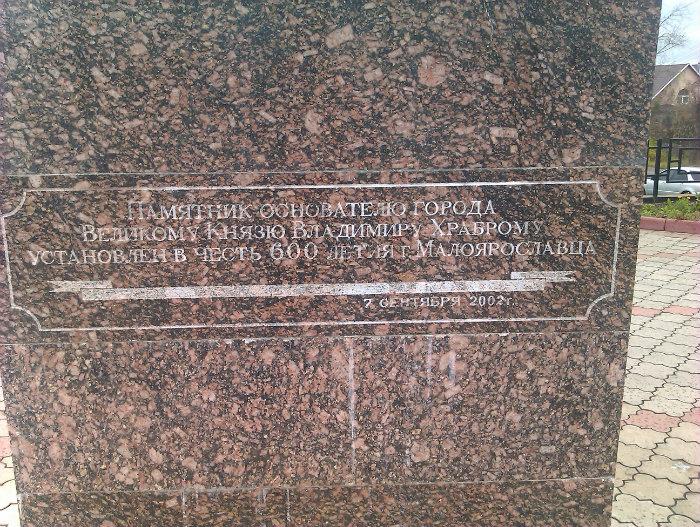 Памятник основателю города
Великому Князю Владимиру Храброму
установлен в честь 600 летия г. Малоярославца
7 сентября 2002г.